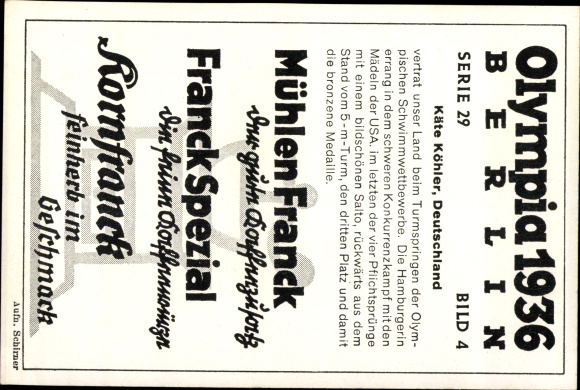 Olympia 1936
BERLIN
SERIE 29 BILD 4
Käte Köhler, Deutschland
vertrat unser Land beim Turmspringen der Olym-
pischen Schwimmwettbewerbe. Die Hamburgerin
errang in dem schweren Konkurrenzkampf mit den
Mädeln der USA. im letzten der vier Pflichtsprünge
mit einem bildschönen Salto, rückwärts aus dem
Stand vom 5-m-Turm, den dritten Platz und damit
die bronzene Medaille.
Mühlen Franck
der gute Kaffeezusatz
Franck Spezial
die feine Kaffeewürze
Kornfranck
feinherb im
Geschmack
Aufn. Schirner